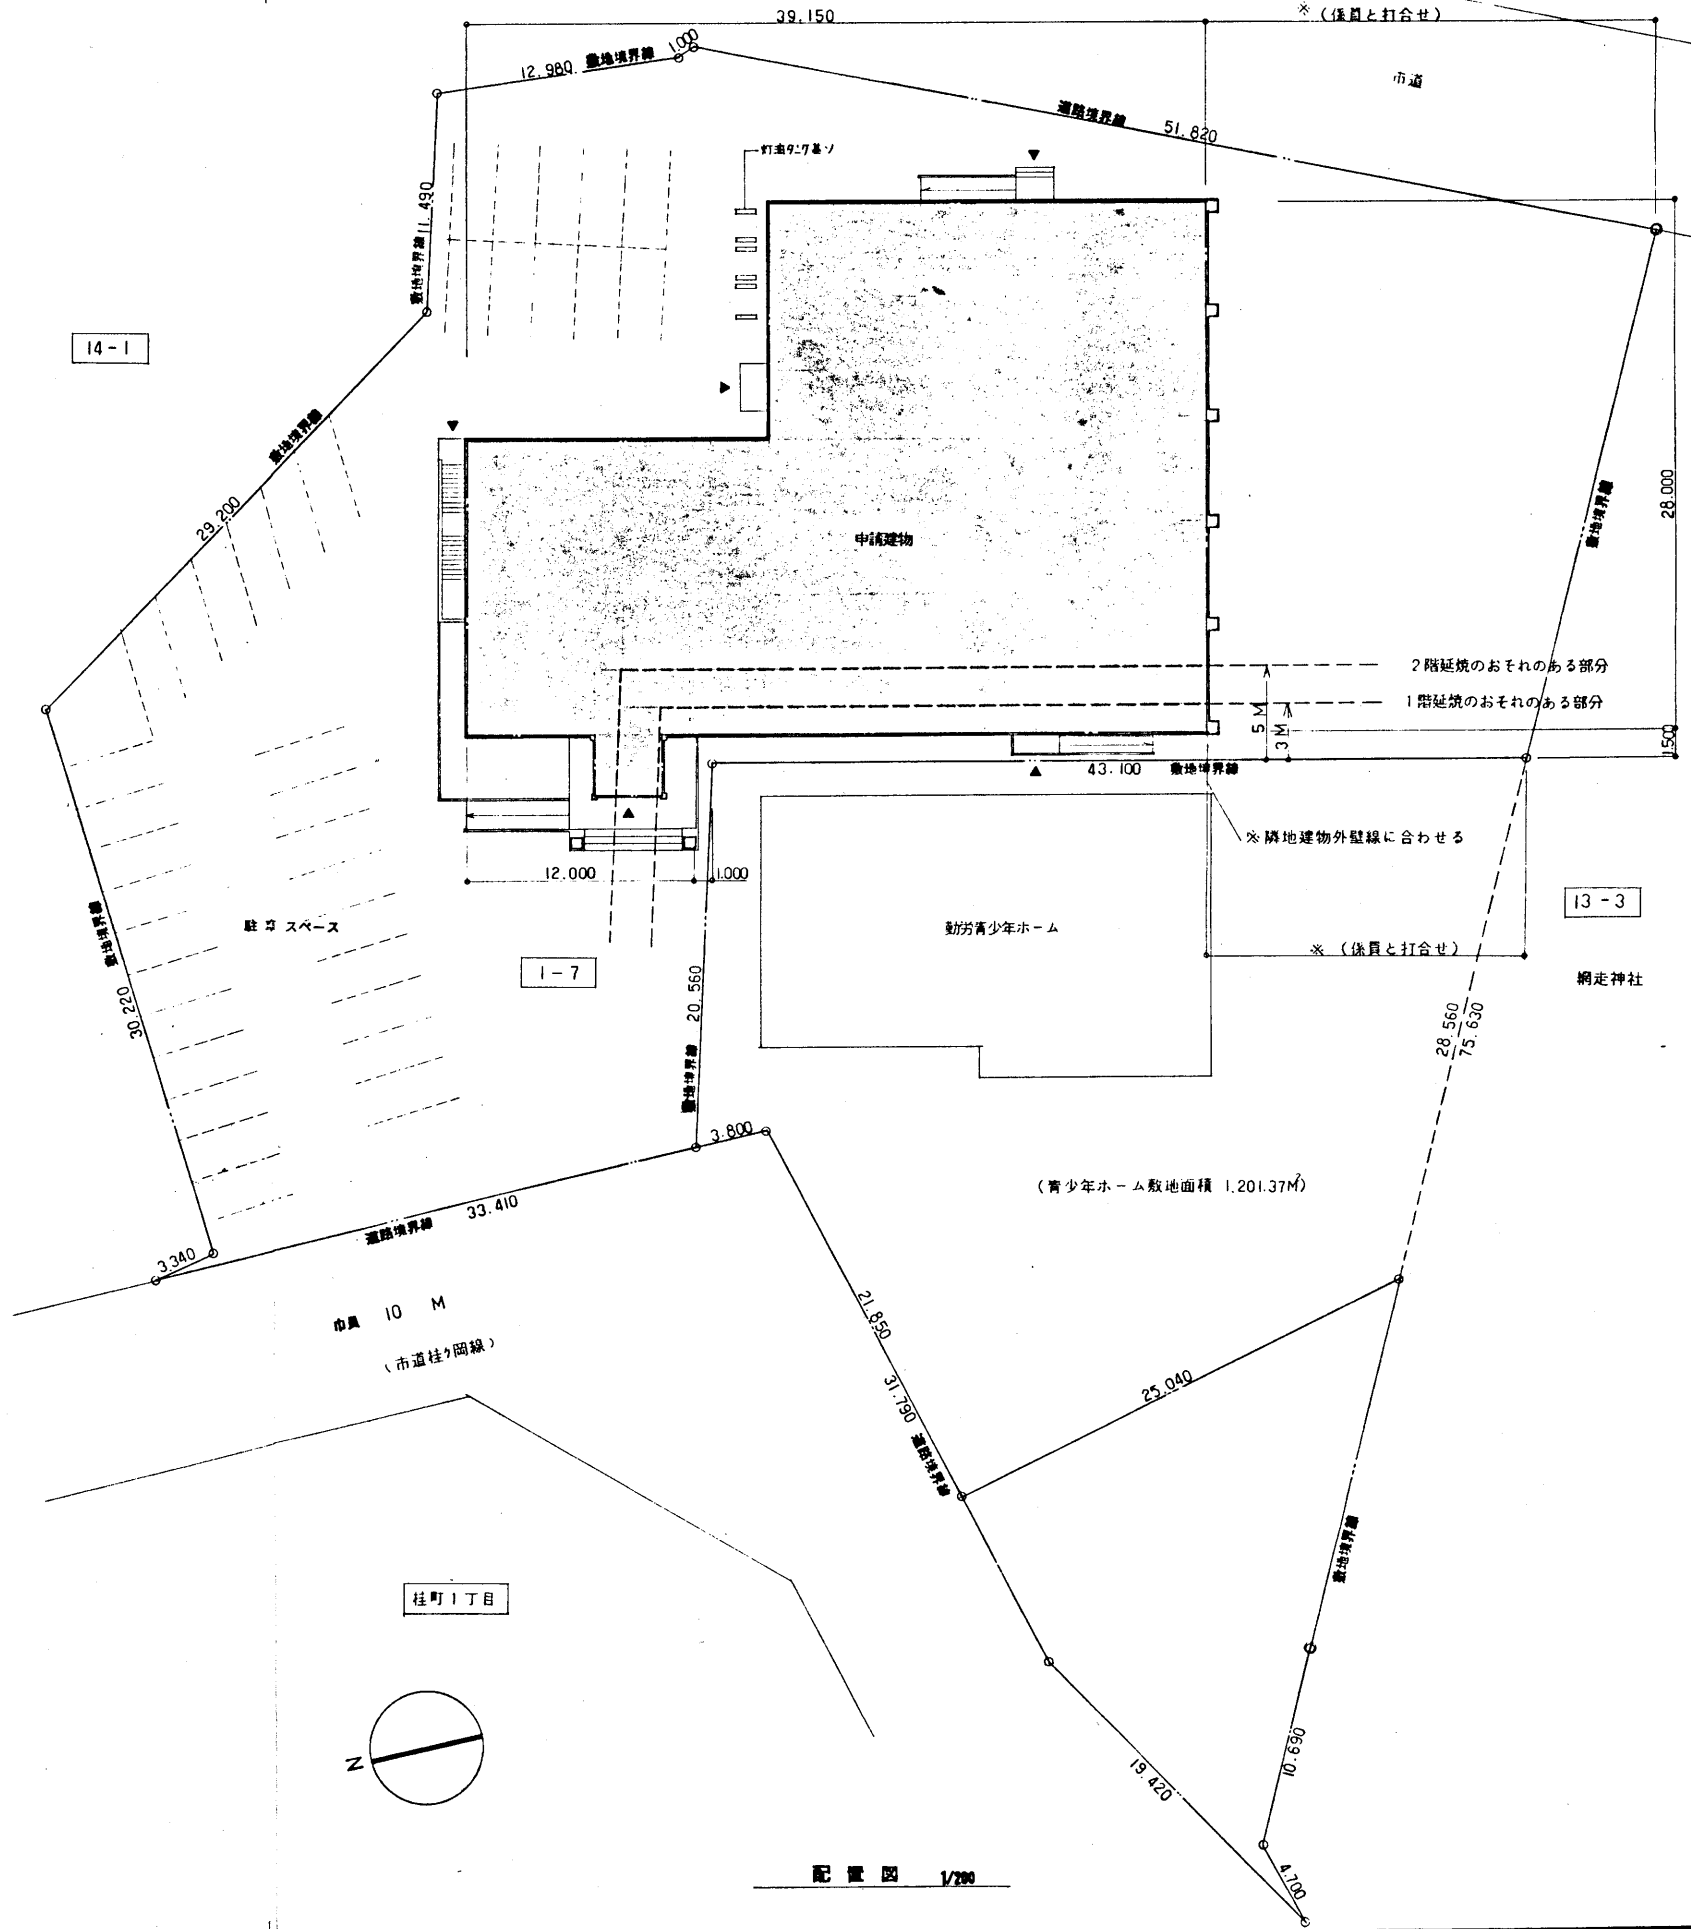 39.150
※(係員と打合せ)
1.000
12.980 敷地境界線
市道
道路境界線 51.820
灯油タンク基ソ
敷地境界線 11.490
14-1
敷地境界線
29.200
敷地境界線
28.000
申請建物
2階延焼のおそれのある部分
1階延焼のおそれのある部分
5M
3M
1.500
43.100 敷地境界線
※隣地建物外壁線に合わせる
12.000
1.000
13-3
駐車スペース
勤労青少年ホーム
※(係員と打合せ)
1-7
網走神社
敷地境界線
30.220
敷地境界線 20.560
28.560
75.630
3.800
(青少年ホーム敷地面積 1,201.37M²)
道路境界線 33.410
3.340
巾員 10 M
(市道桂ケ岡線)
21.850
31.790 道路境界線
25.040
敷地境界線
桂町1丁目
N
10.690
19.420
4.700
配置図 1/200